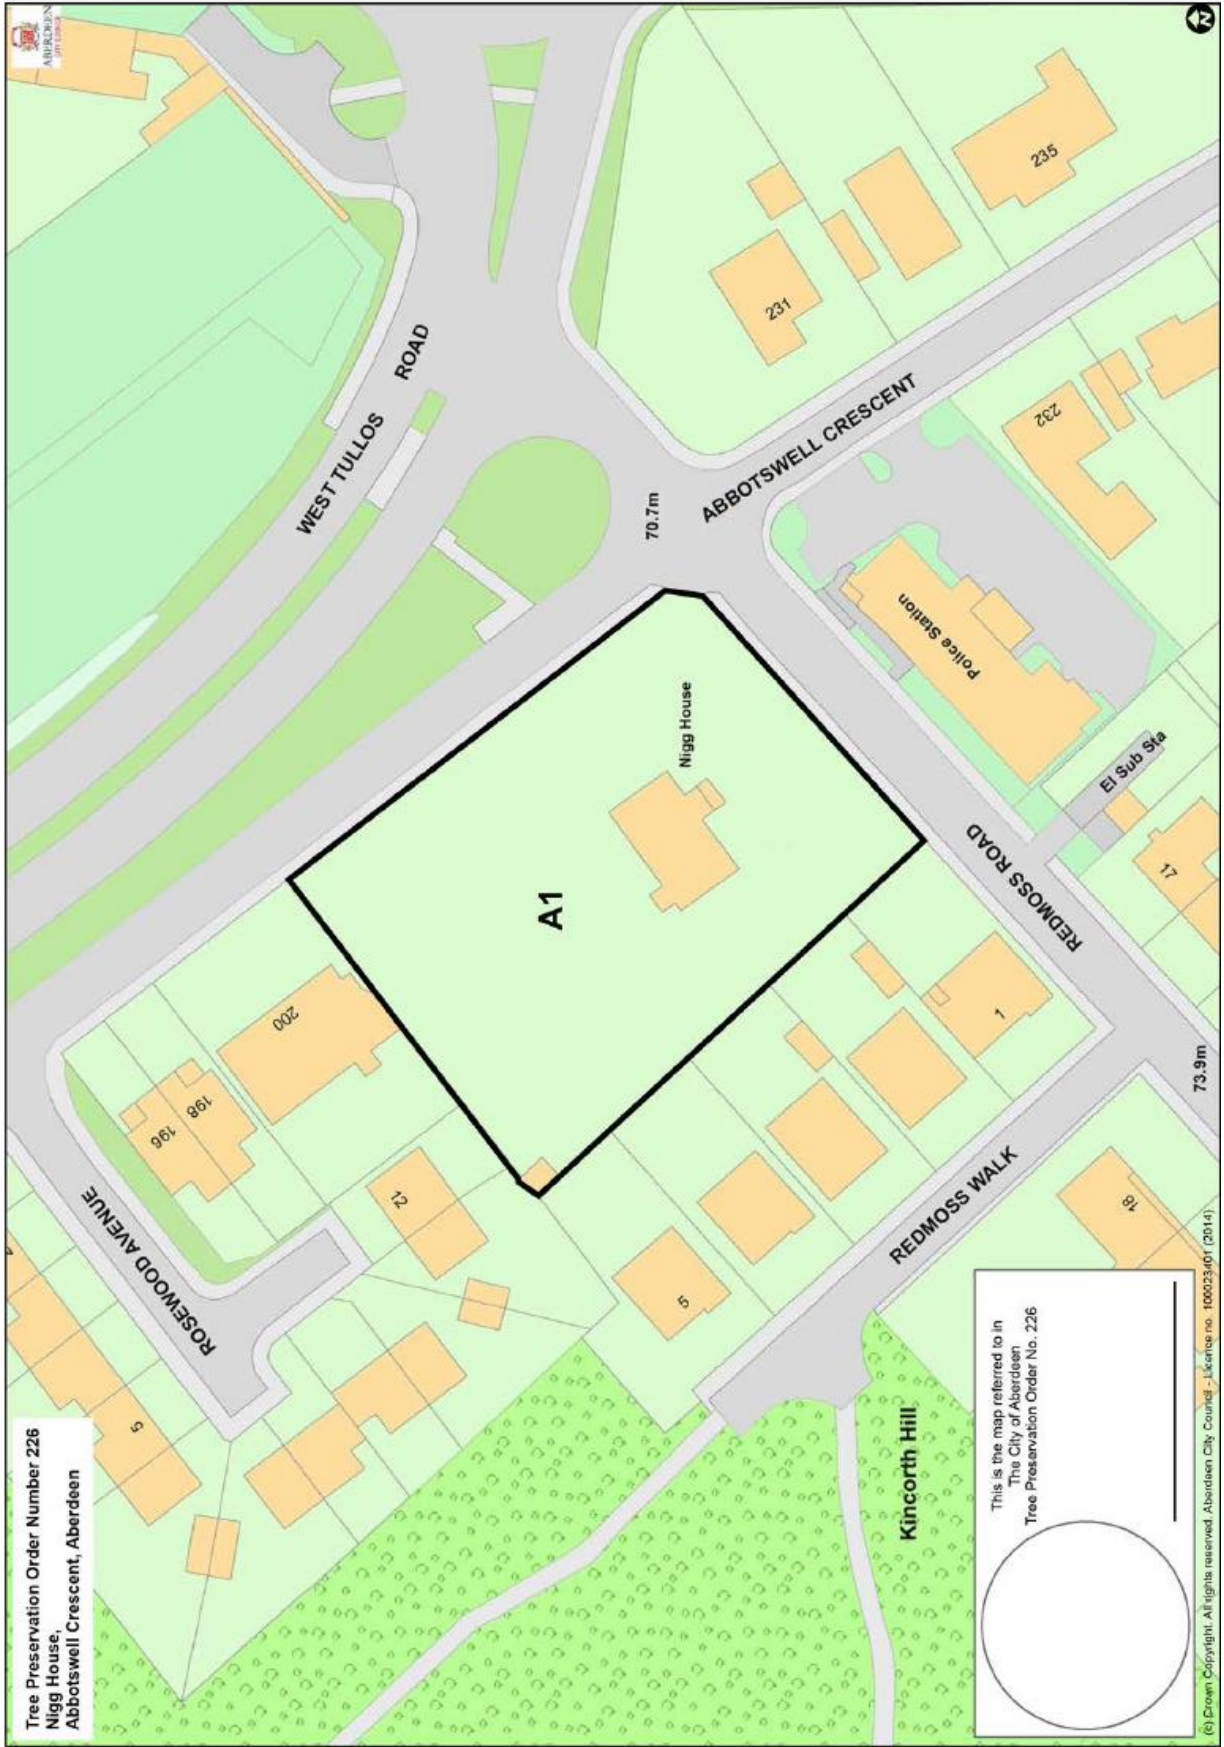 Tree Preservation Order Number 226
Nigg House,
Abbotswell Crescent, Aberdeen
ABERDEEN
CITY COUNCIL
WEST TULLOS
ROAD
ROSEWOOD AVENUE
5
196
198
200
12
A1
Nigg House
70.7m
ABBOTSWELL CRESCENT
231
235
232
Police Station
El Sub Sta
17
REDMOSS ROAD
1
5
REDMOSS WALK
73.9m
18
Kincorth Hill
This is the map referred to in
The City of Aberdeen
Tree Preservation Order No. 226
(c) Crown Copyright. All rights reserved. Aberdeen City Council - Licence no. 100023401 (2014)
N